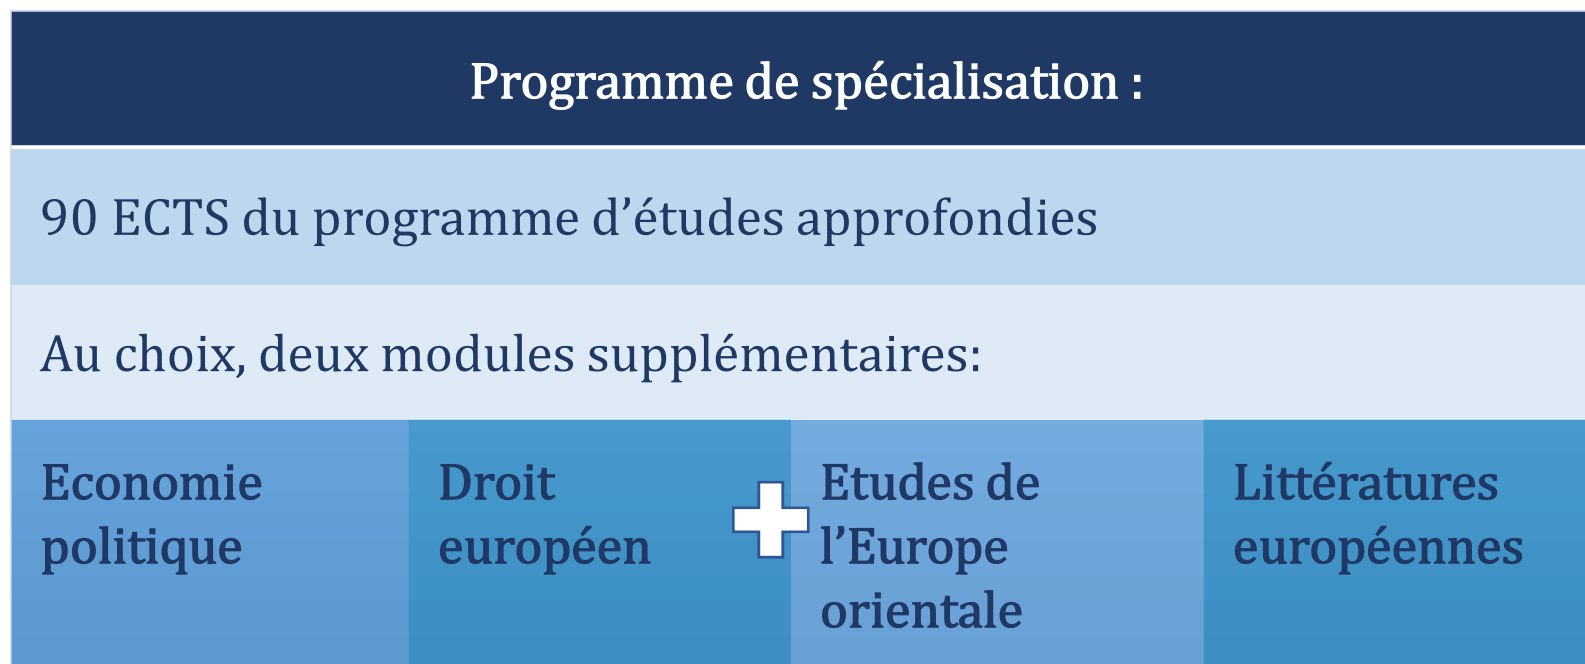 Programme de spécialisation :
90 ECTS du programme d’études approfondies
Au choix, deux modules supplémentaires:
Economie
politique
Droit
européen
Etudes de
l’Europe
orientale
Littératures
européennes